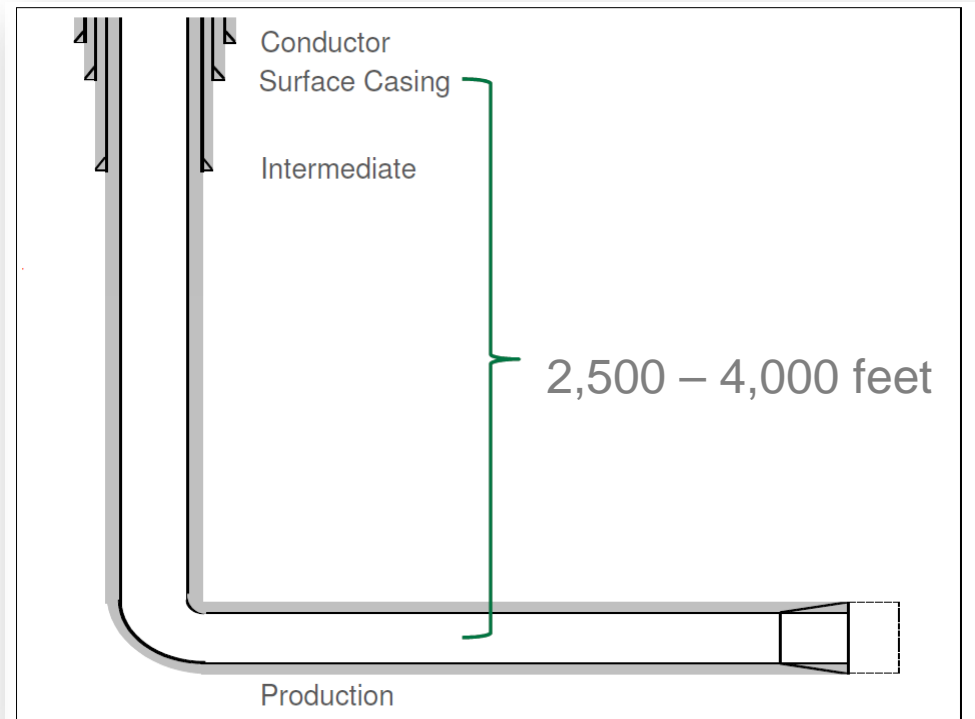 Conductor
Surface Casing
Intermediate
2,500 – 4,000 feet
Production